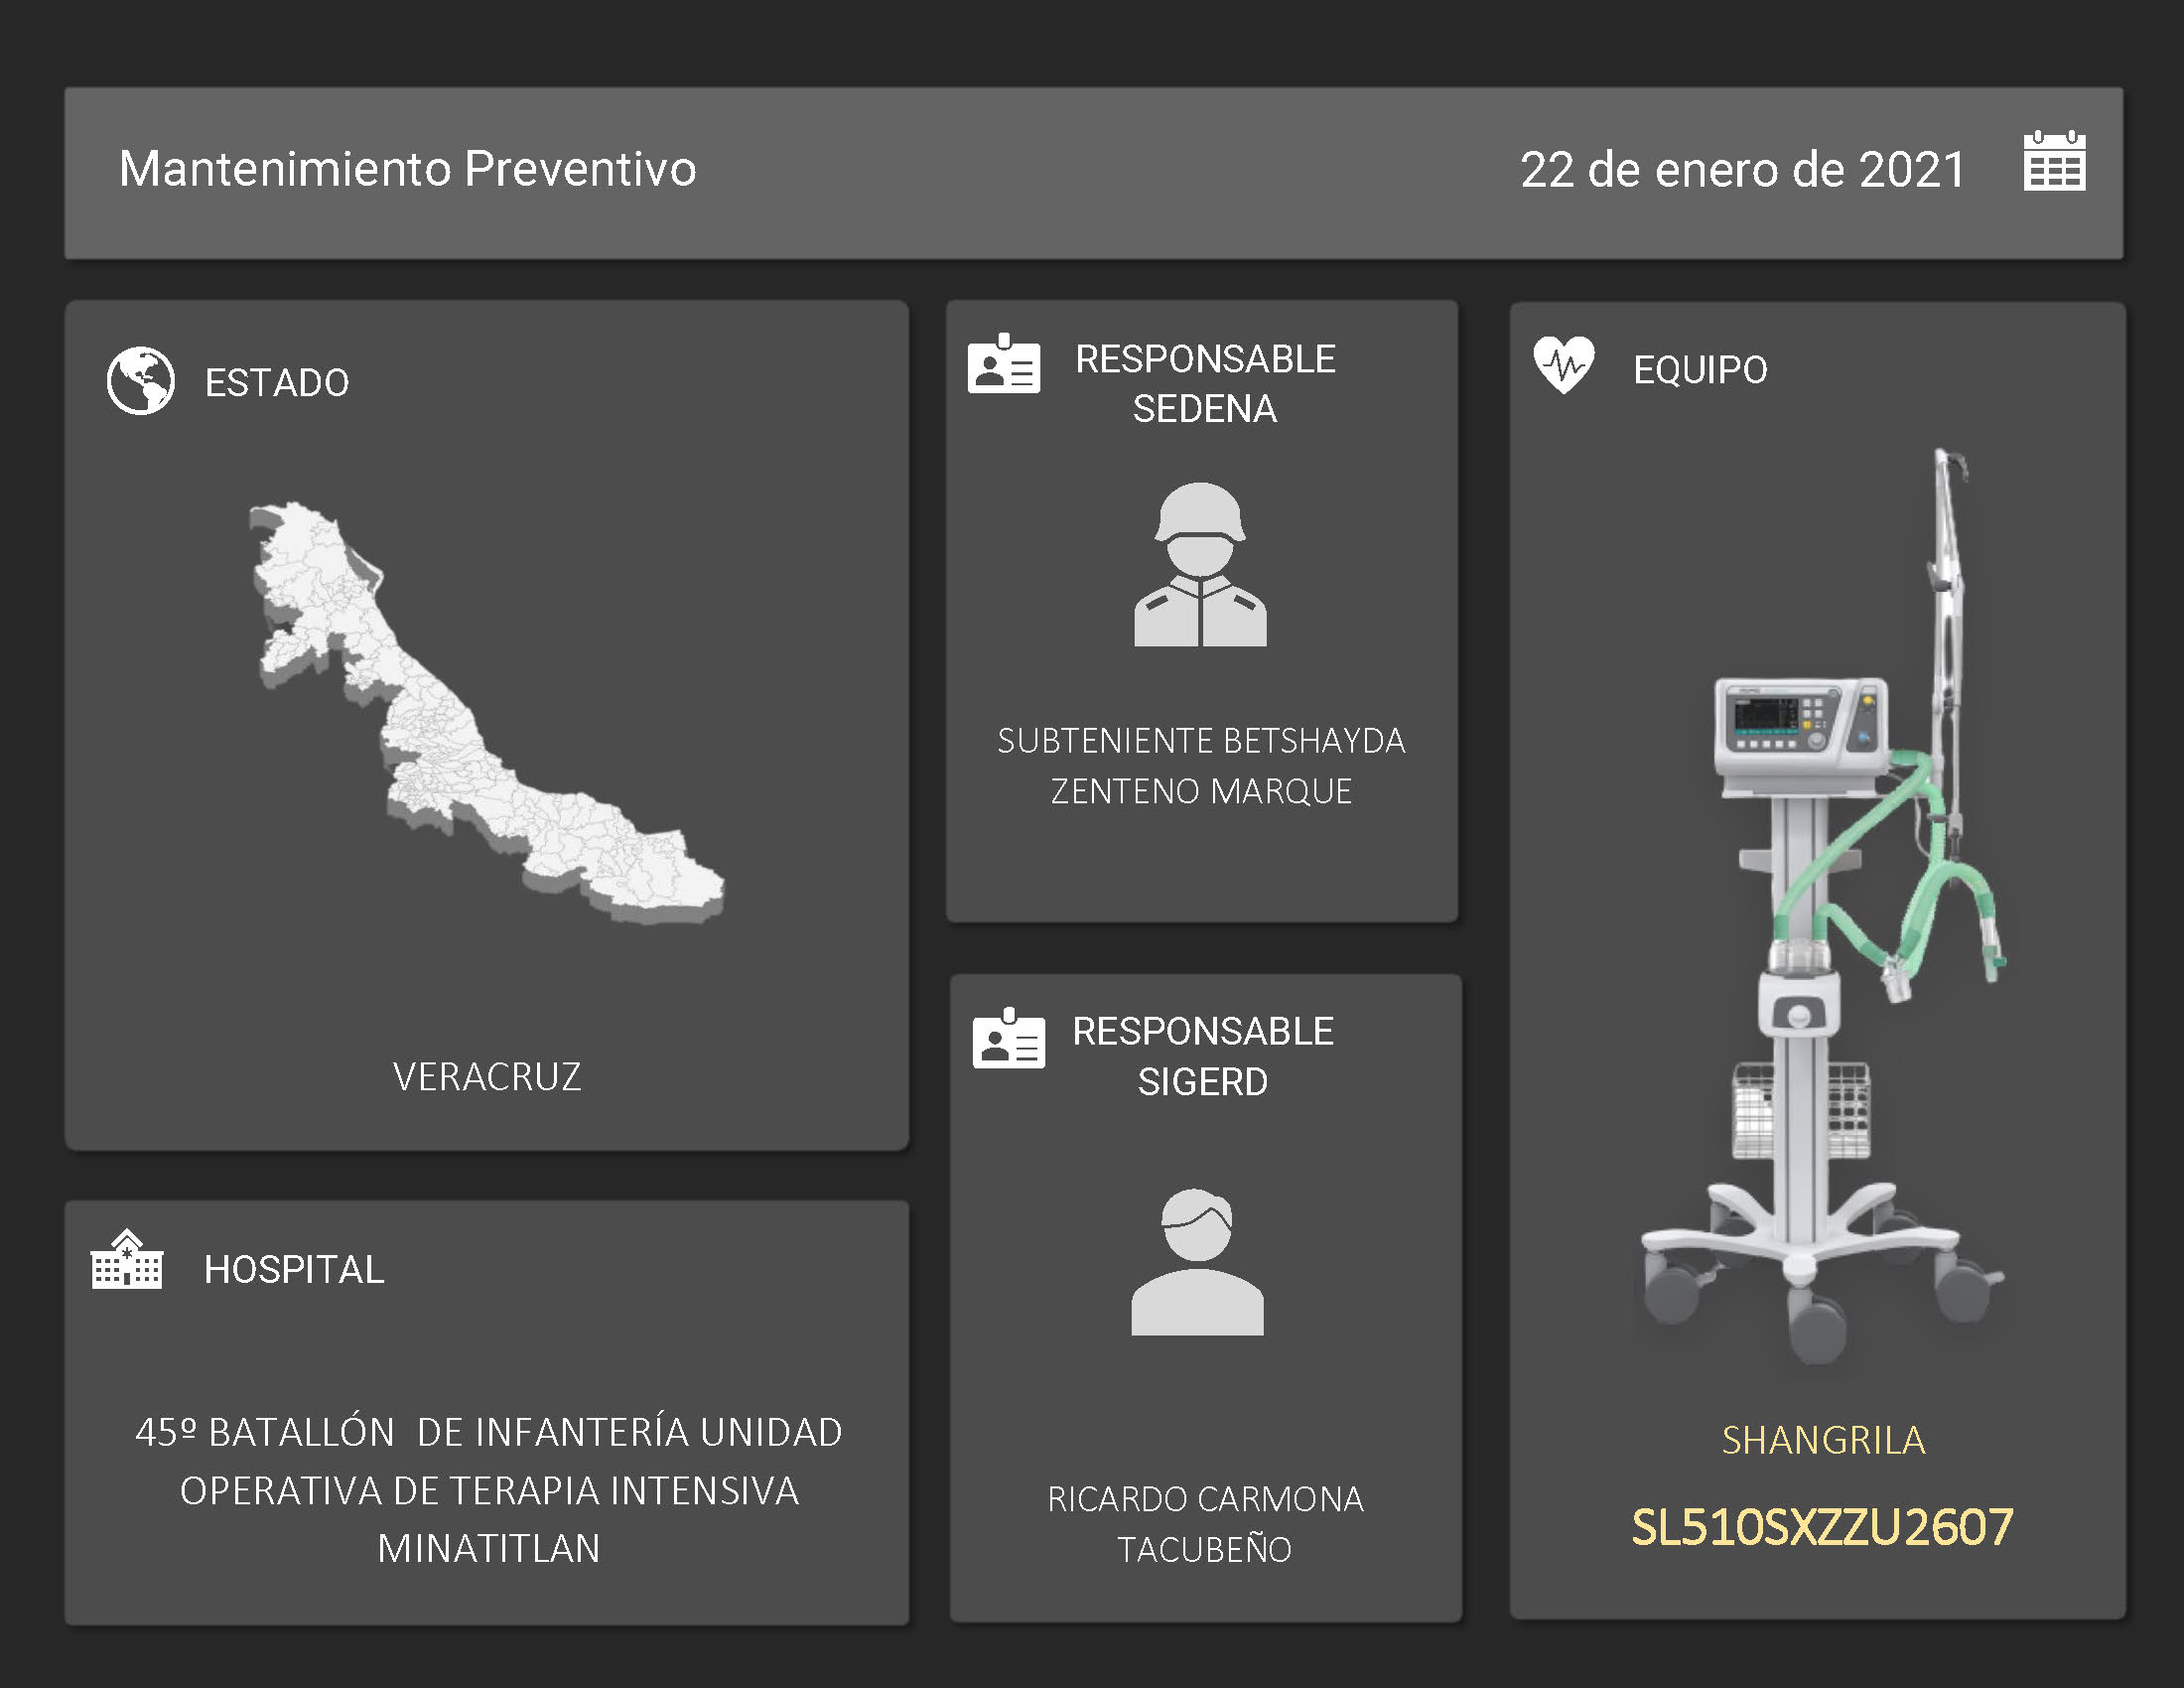 Mantenimiento Preventivo
22 de enero de 2021
ESTADO
VERACRUZ
HOSPITAL
45º BATALLÓN  DE INFANTERÍA UNIDAD
OPERATIVA DE TERAPIA INTENSIVA
MINATITLAN
RESPONSABLE
SEDENA
SUBTENIENTE BETSHAYDA
ZENTENO MARQUE
RESPONSABLE
SIGERD
RICARDO CARMONA
TACUBEÑO
EQUIPO
SHANGRILA
SL510SXZZU2607